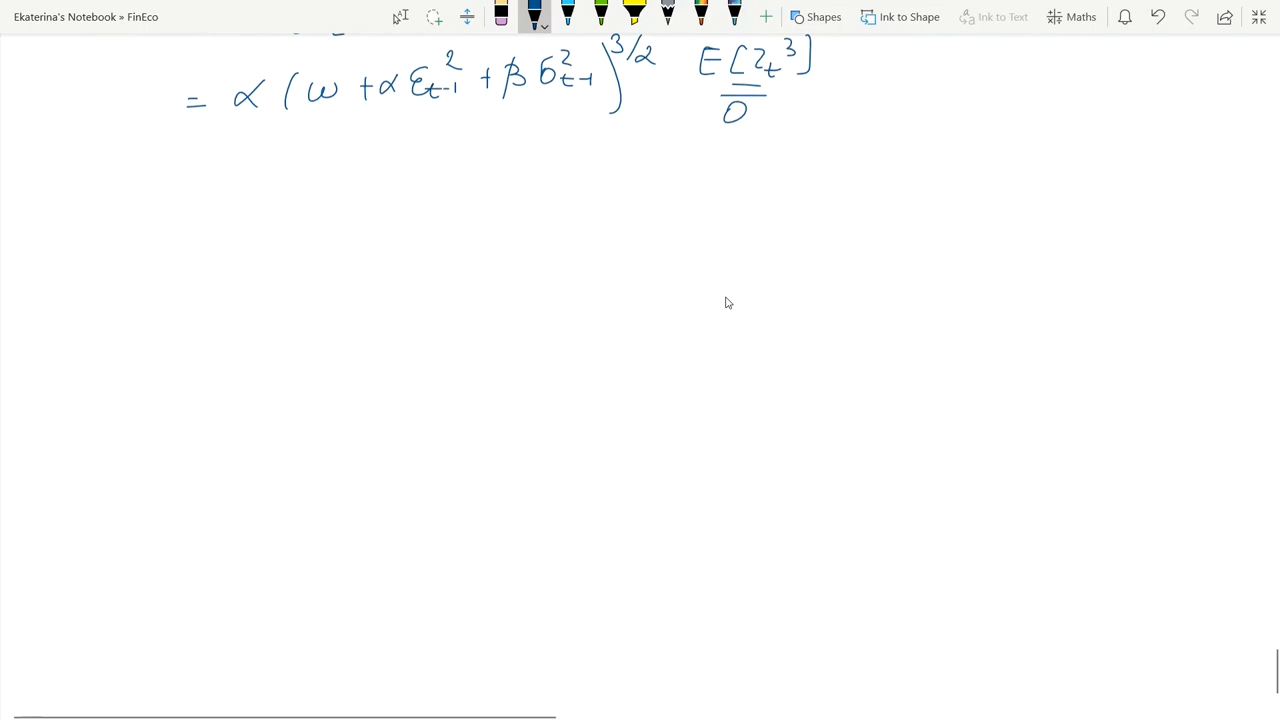 Ekaterina's Notebook » FinEco
Shapes
Ink to Shape
Ink to Text
Maths
= α (ω + α ε²ₜ₋₁ + β σ²ₜ₋₁)^3/2 E[zₜ³]
0